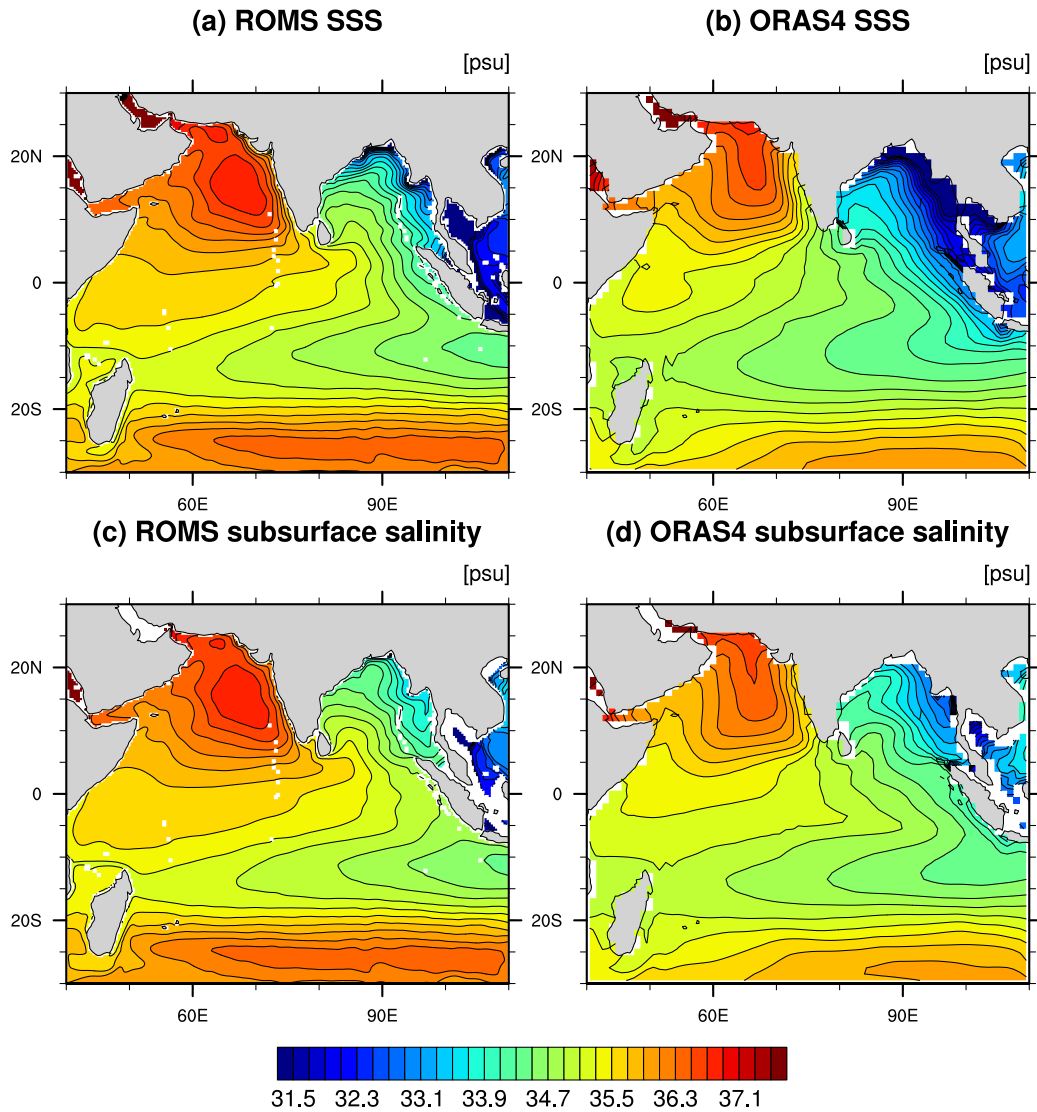 (a) ROMS SSS (b) ORAS4 SSS
[psu] [psu]
20N 20N
0 0
20S 20S
60E 90E 60E 90E
(c) ROMS subsurface salinity (d) ORAS4 subsurface salinity
[psu] [psu]
20N 20N
0 0
20S 20S
60E 90E 60E 90E
31.5 32.3 33.1 33.9 34.7 35.5 36.3 37.1